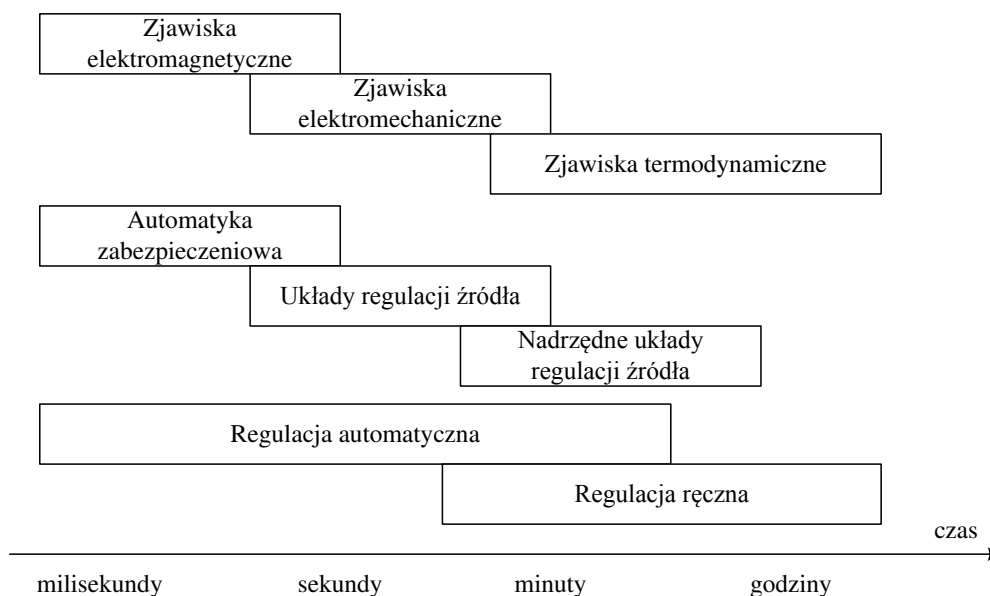 Zjawiska
elektromagnetyczne
Zjawiska
elektromechaniczne
Zjawiska termodynamiczne
Automatyka
zabezpieczeniowa
Układy regulacji źródła
Nadrzędne układy
regulacji źródła
Regulacja automatyczna
Regulacja ręczna
czas
milisekundy sekundy minuty godziny